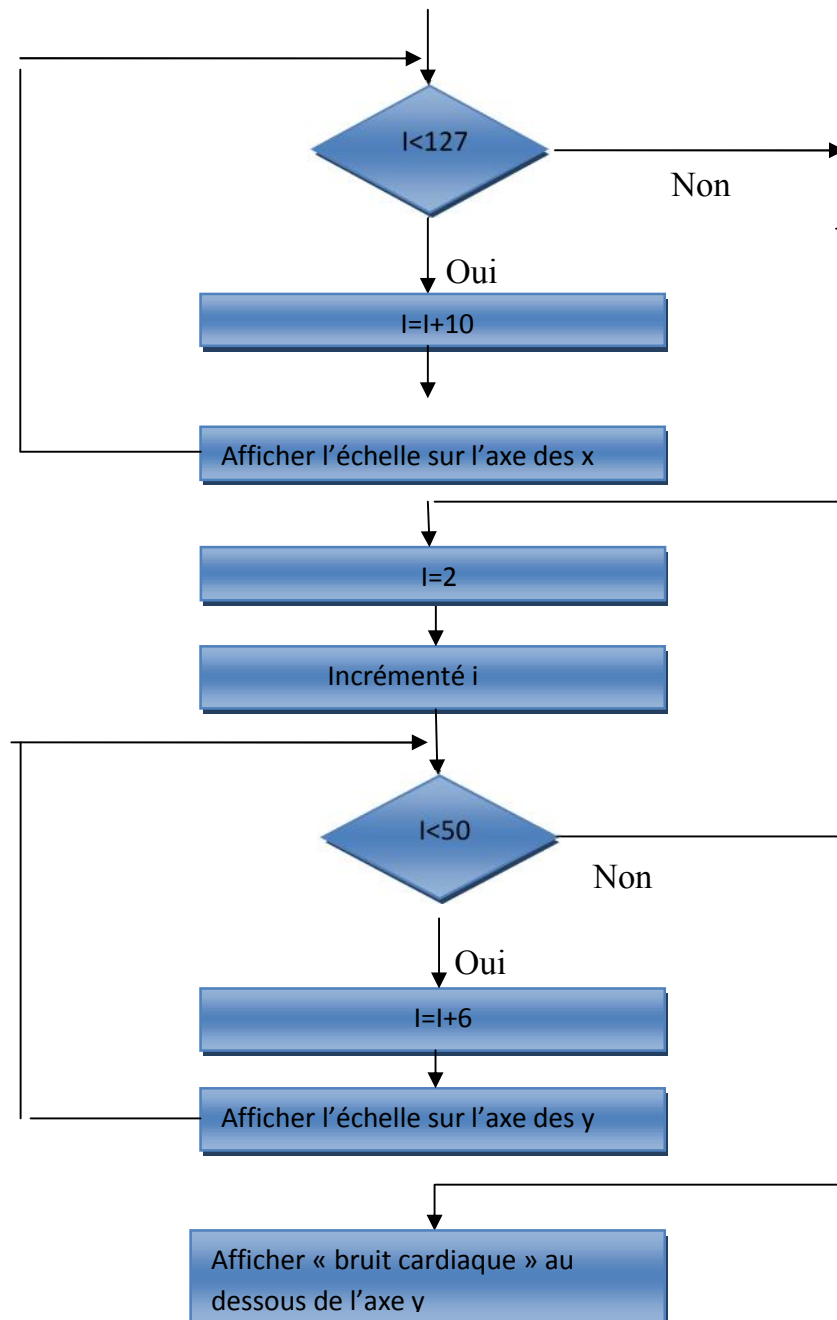 I<127
Non
Oui
I=I+10
Afficher l’échelle sur l’axe des x
I=2
Incrémenté i
I<50
Non
Oui
I=I+6
Afficher l’échelle sur l’axe des y
Afficher « bruit cardiaque » au
dessous de l’axe y